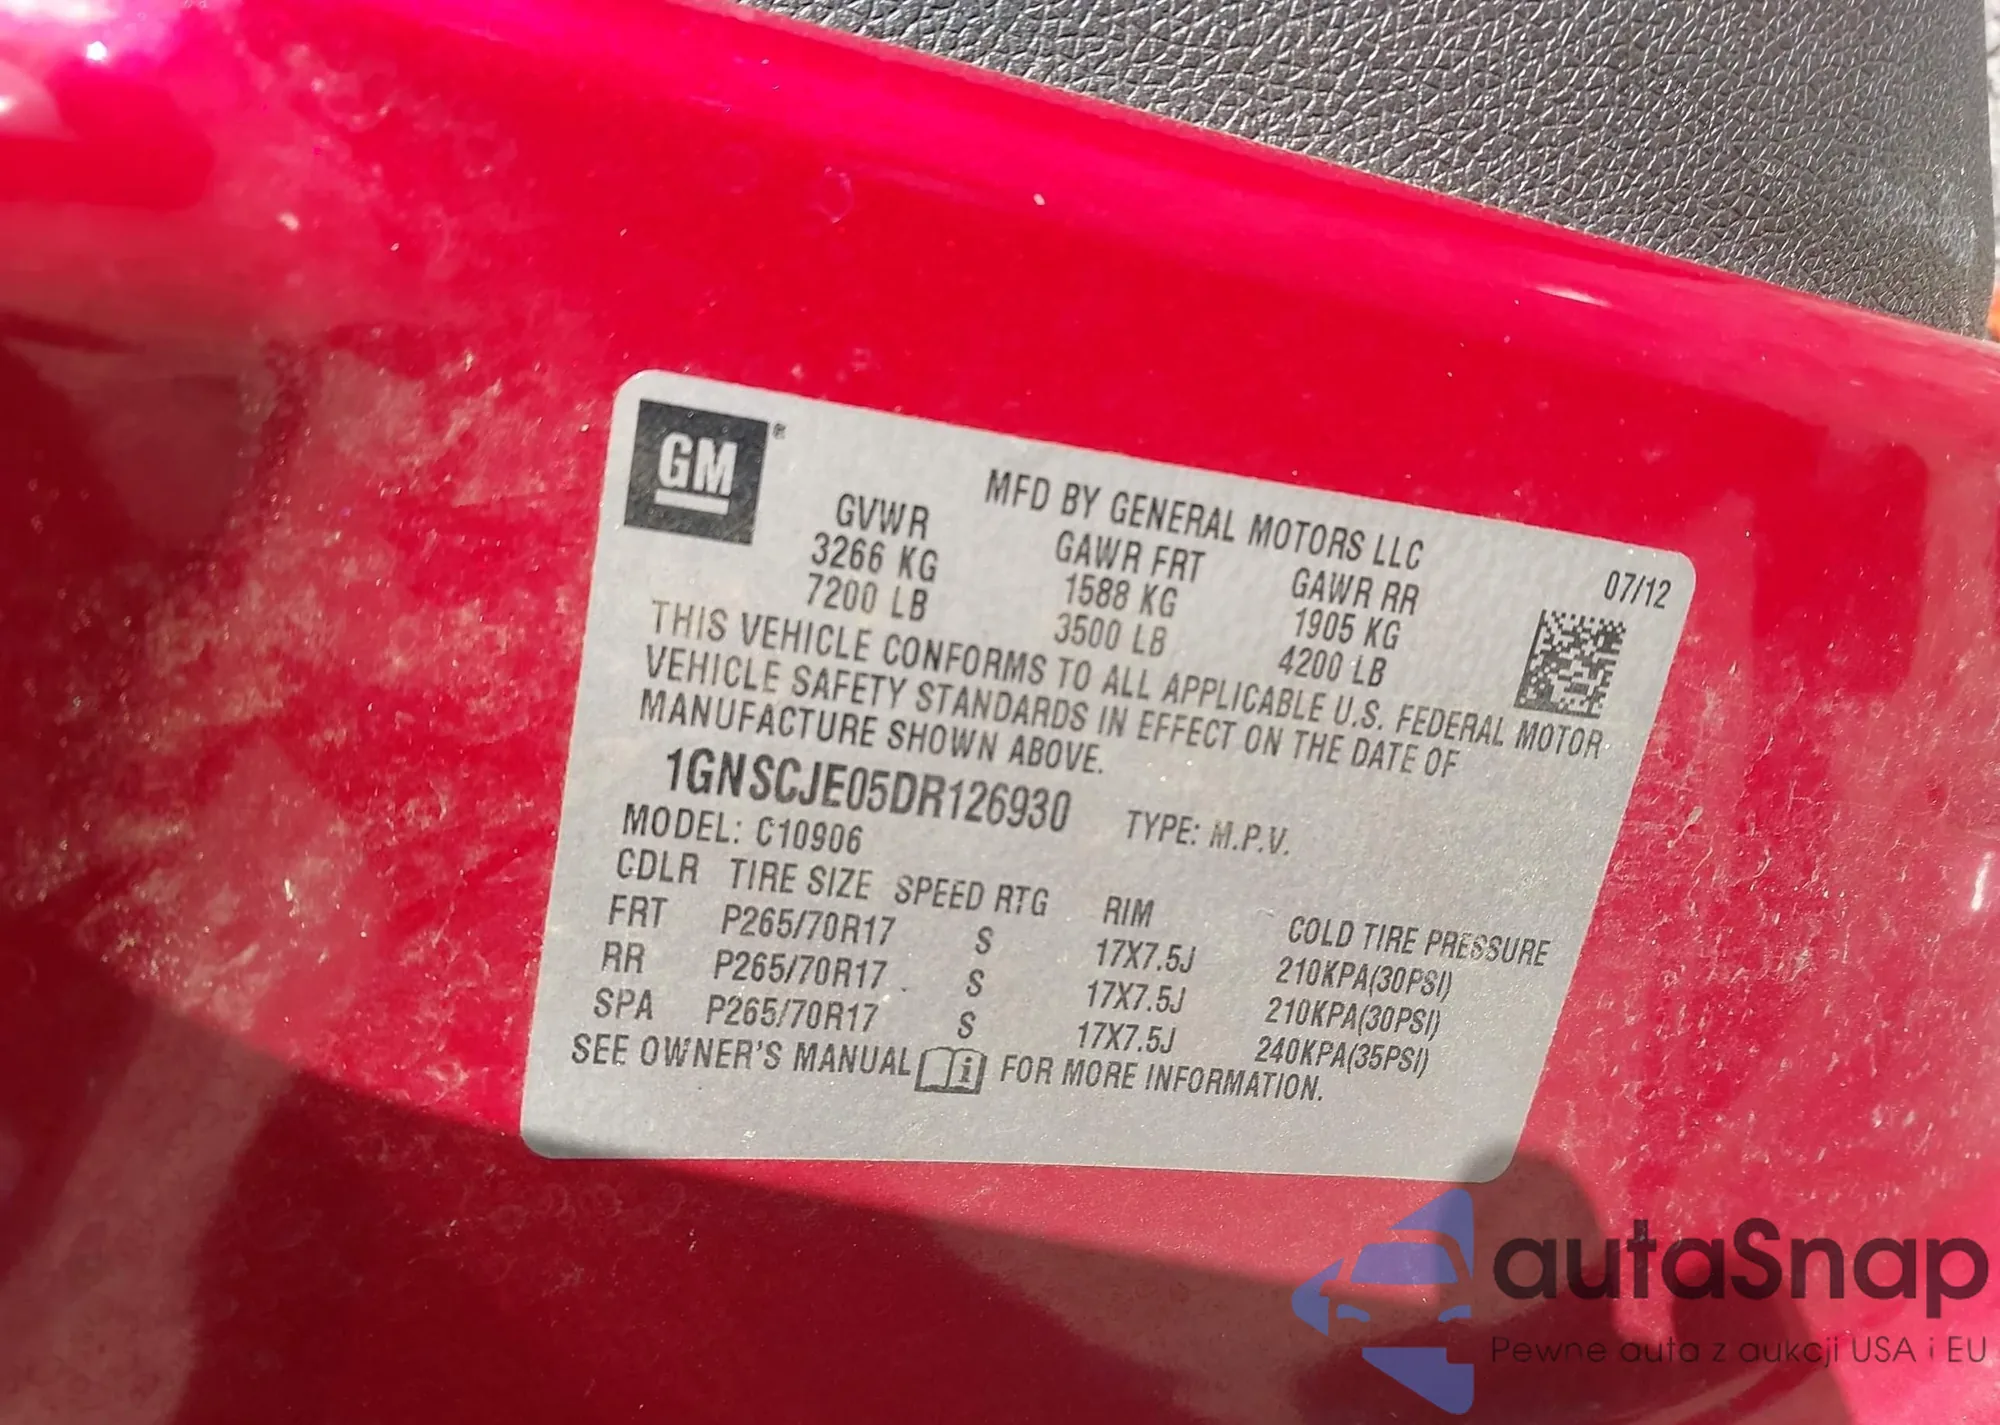 GM
MFD BY GENERAL MOTORS LLC
07/12
GVWR GAWR FRT GAWR RR
3266 KG 1588 KG 1905 KG
7200 LB 3500 LB 4200 LB
THIS VEHICLE CONFORMS TO ALL APPLICABLE U.S. FEDERAL MOTOR
VEHICLE SAFETY STANDARDS IN EFFECT ON THE DATE OF
MANUFACTURE SHOWN ABOVE.
1GNSCJE05DR126930 TYPE: M.P.V.
MODEL: C10906
CDLR TIRE SIZE SPEED RTG RIM COLD TIRE PRESSURE
FRT P265/70R17 S 17X7.5J 210KPA(30PSI)
RR P265/70R17 S 17X7.5J 210KPA(30PSI)
SPA P265/70R17 S 17X7.5J 240KPA(35PSI)
SEE OWNER'S MANUAL i FOR MORE INFORMATION.
autaSnap
Pewne auta z aukcji USA i EU